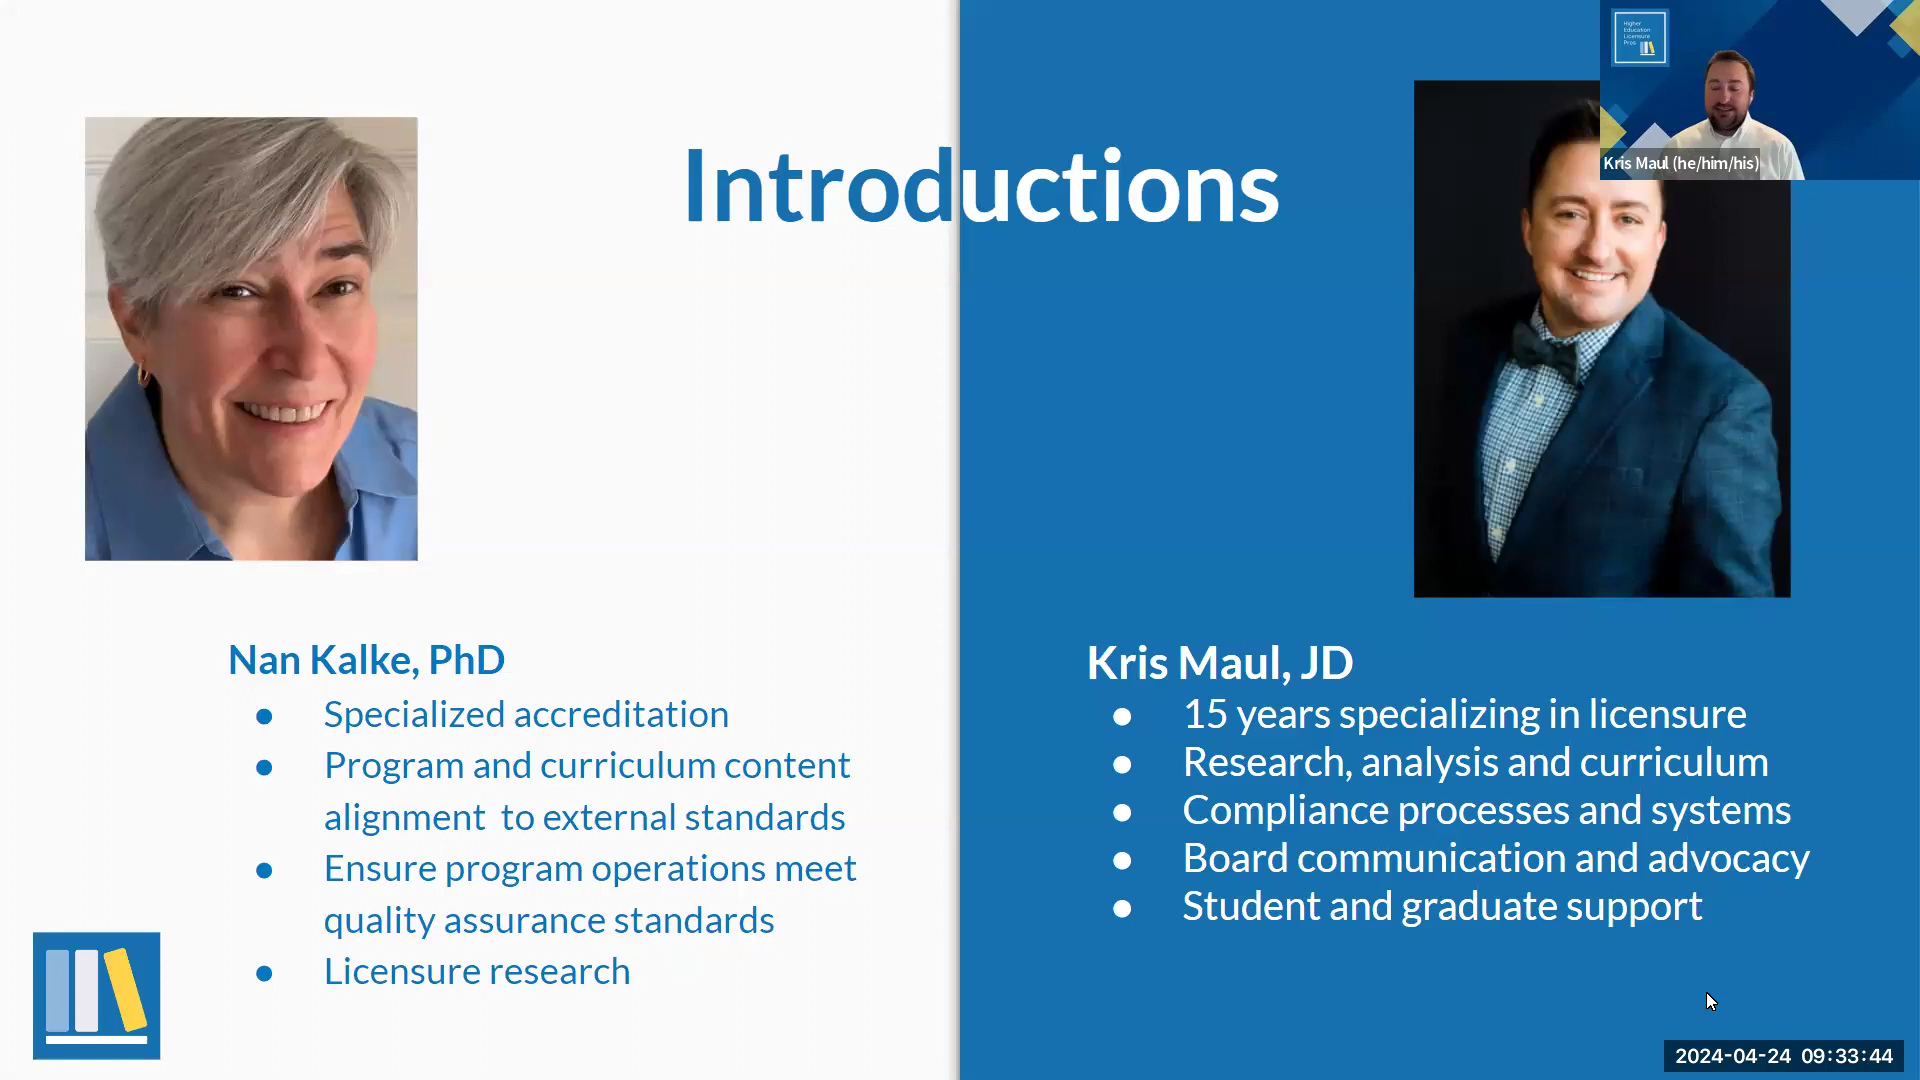 Introductions
Higher
Education
Licensure
Pros
Kris Maul (he/him/his)
Nan Kalke, PhD
● Specialized accreditation
● Program and curriculum content
alignment to external standards
● Ensure program operations meet
quality assurance standards
● Licensure research
Kris Maul, JD
● 15 years specializing in licensure
● Research, analysis and curriculum
● Compliance processes and systems
● Board communication and advocacy
● Student and graduate support
2024-04-24 09:33:44